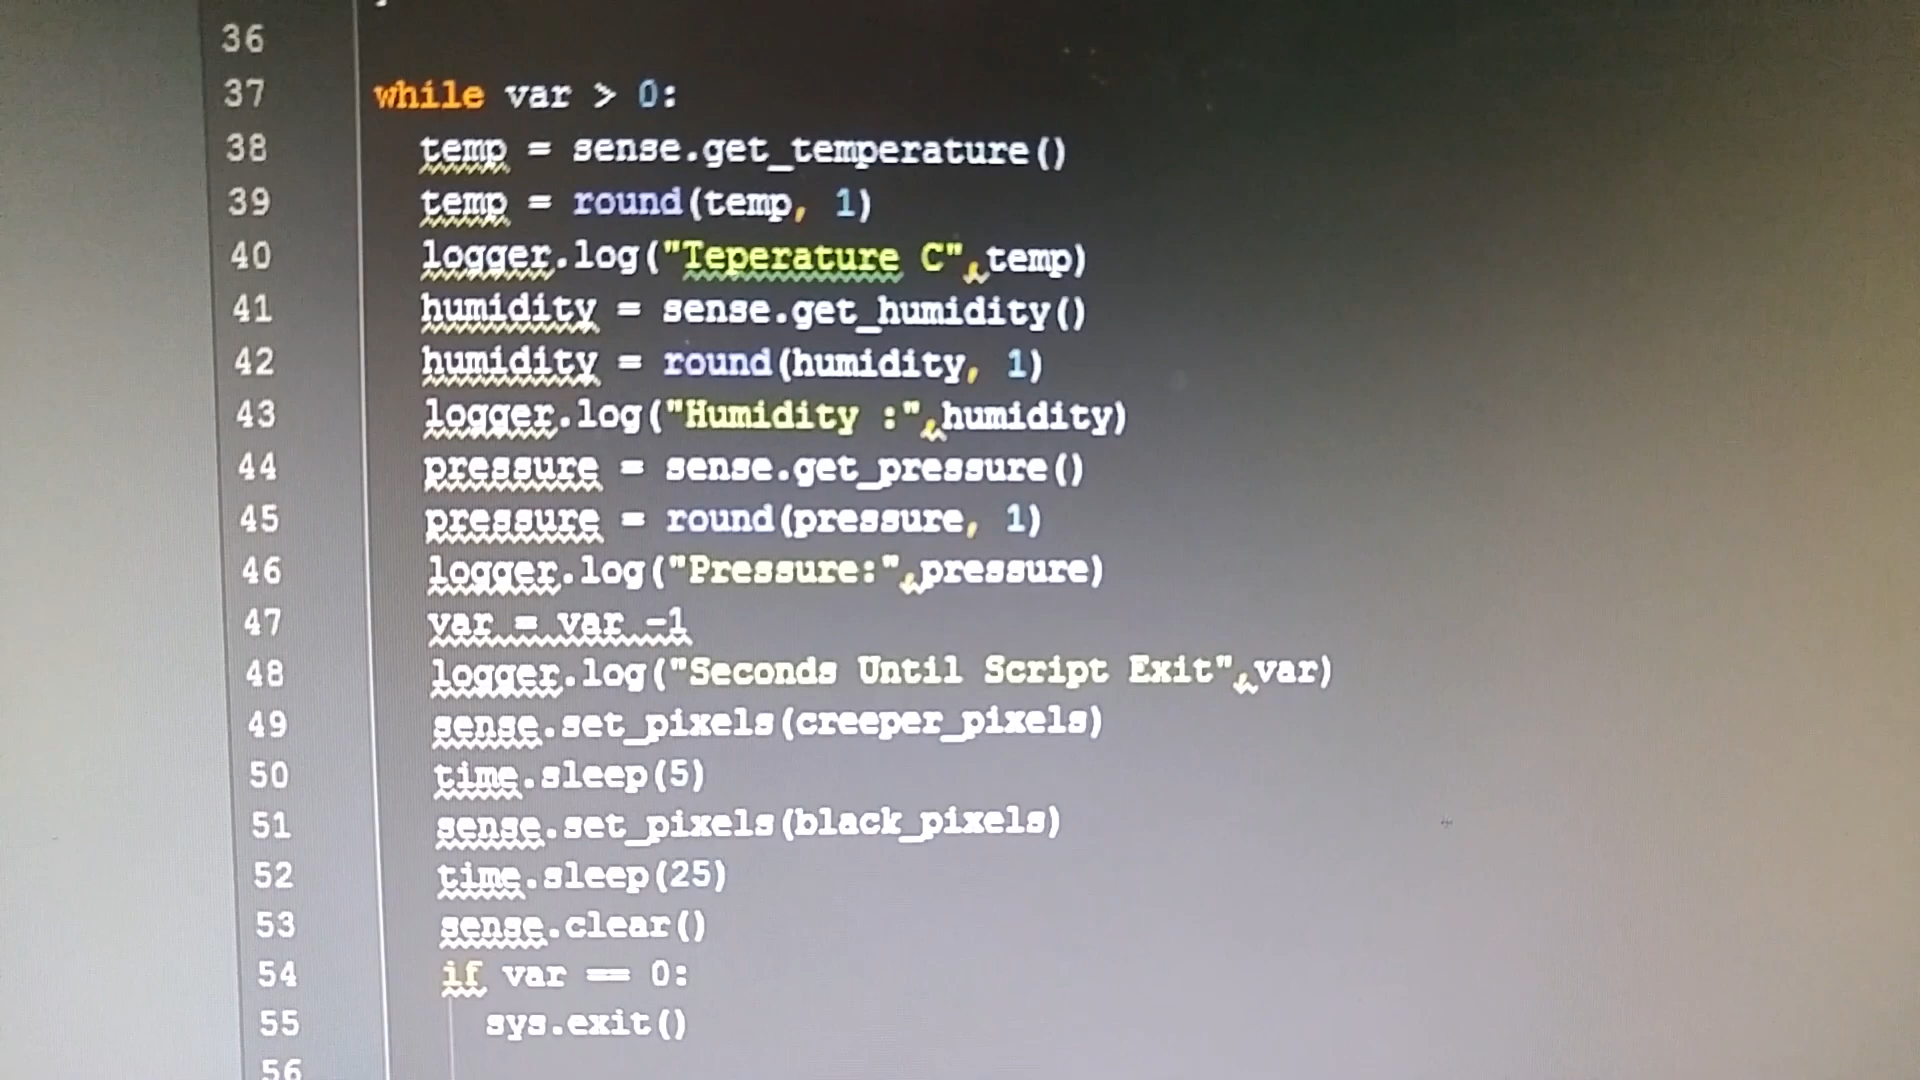 36
37 while var > 0:
38 temp = sense.get_temperature()
39 temp = round(temp, 1)
40 logger.log("Teperature C",temp)
41 humidity = sense.get_humidity()
42 humidity = round(humidity, 1)
43 logger.log("Humidity :",humidity)
44 pressure = sense.get_pressure()
45 pressure = round(pressure, 1)
46 logger.log("Pressure:",pressure)
47 var = var -1
48 logger.log("Seconds Until Script Exit",var)
49 sense.set_pixels(creeper_pixels)
50 time.sleep(5)
51 sense.set_pixels(black_pixels)
52 time.sleep(25)
53 sense.clear()
54 if var == 0:
55 sys.exit()
56